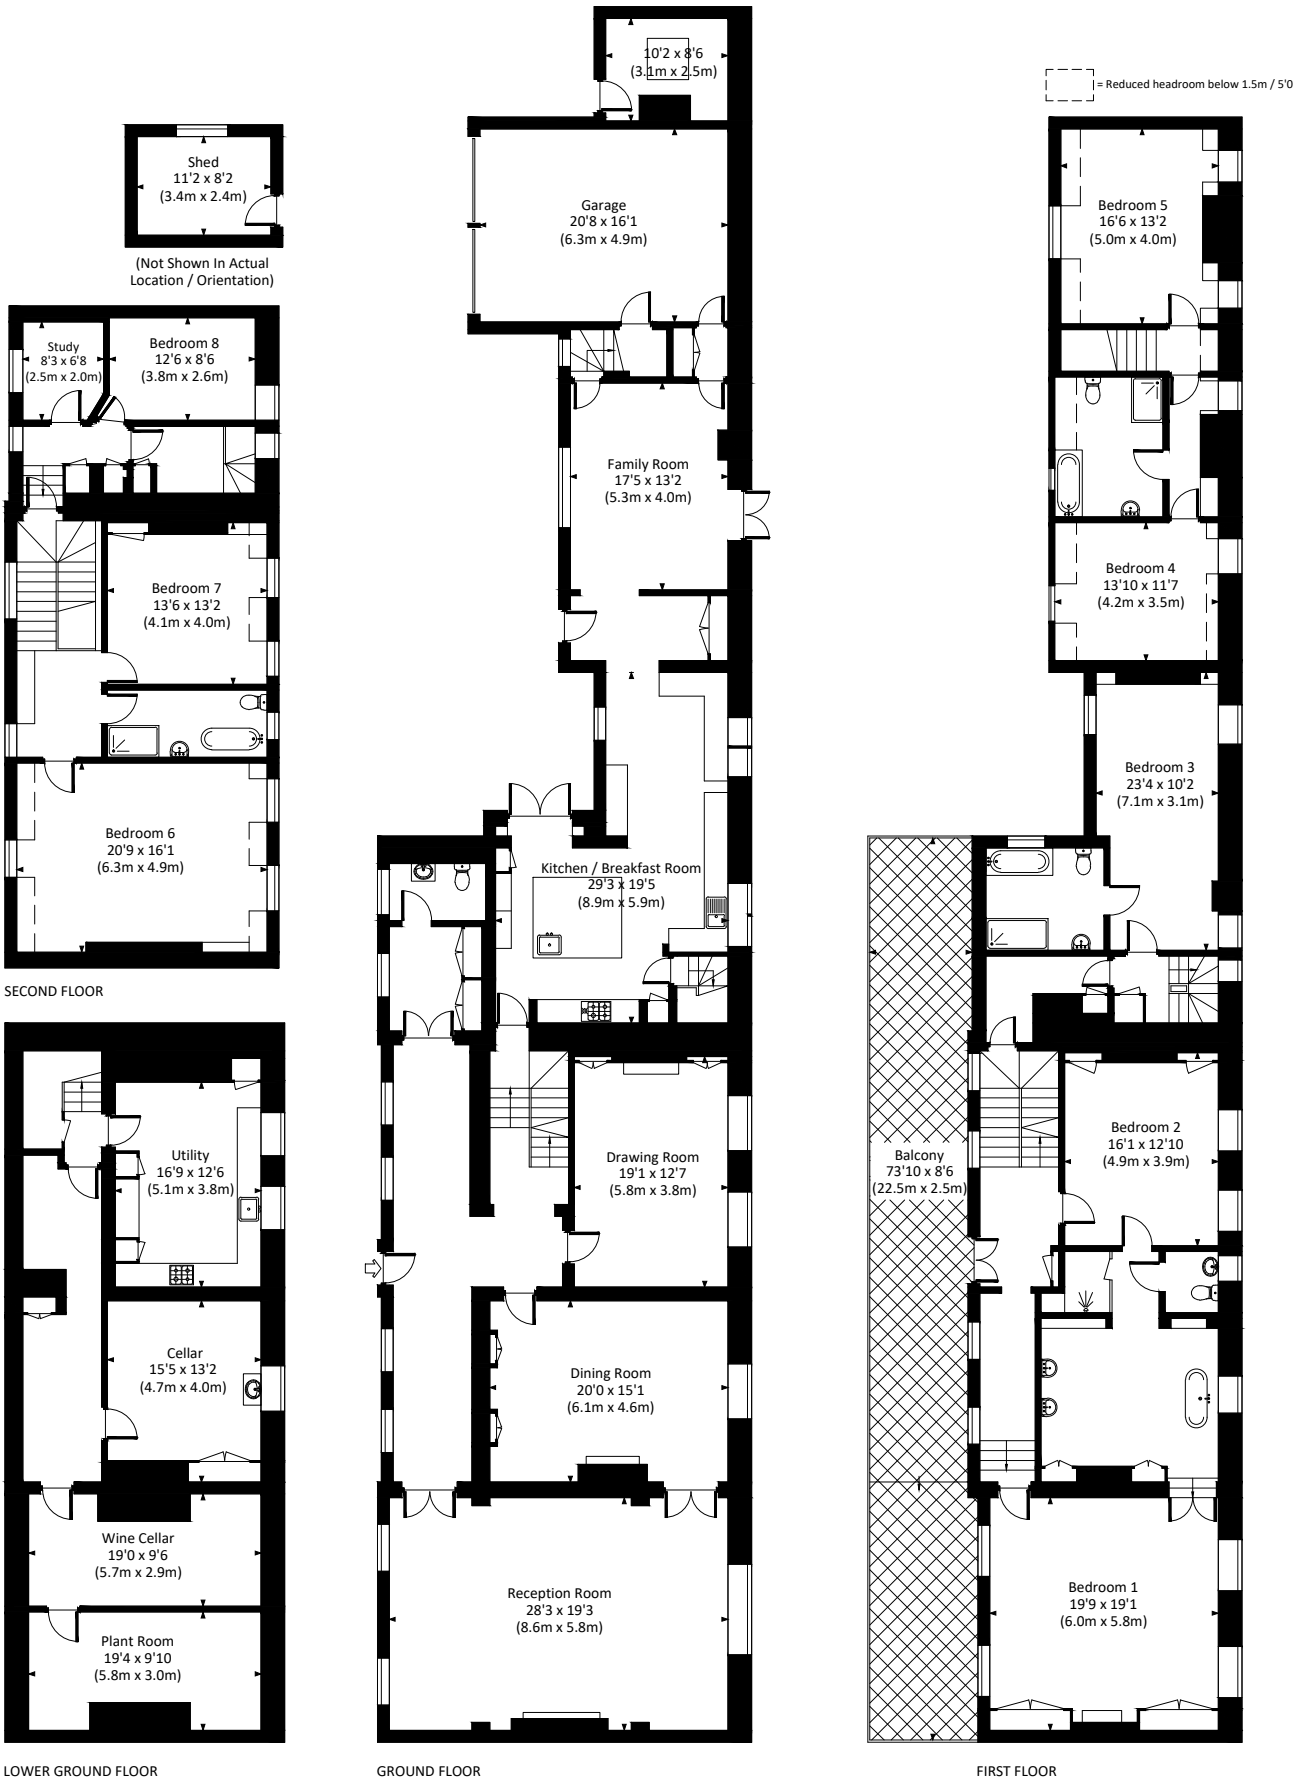 10'2 x 8'6
(3.1m x 2.5m)
= Reduced headroom below 1.5m / 5'0
Shed
11'2 x 8'2
(3.4m x 2.4m)
(Not Shown In Actual
Location / Orientation)
Garage
20'8 x 16'1
(6.3m x 4.9m)
Bedroom 5
16'6 x 13'2
(5.0m x 4.0m)
Study
8'3 x 6'8
(2.5m x 2.0m)
Bedroom 8
12'6 x 8'6
(3.8m x 2.6m)
Family Room
17'5 x 13'2
(5.3m x 4.0m)
Bedroom 7
13'6 x 13'2
(4.1m x 4.0m)
Bedroom 4
13'10 x 11'7
(4.2m x 3.5m)
Bedroom 3
23'4 x 10'2
(7.1m x 3.1m)
Bedroom 6
20'9 x 16'1
(6.3m x 4.9m)
Kitchen / Breakfast Room
29'3 x 19'5
(8.9m x 5.9m)
SECOND FLOOR
Utility
16'9 x 12'6
(5.1m x 3.8m)
Drawing Room
19'1 x 12'7
(5.8m x 3.8m)
Balcony
73'10 x 8'6
(22.5m x 2.5m)
Bedroom 2
16'1 x 12'10
(4.9m x 3.9m)
Cellar
15'5 x 13'2
(4.7m x 4.0m)
Dining Room
20'0 x 15'1
(6.1m x 4.6m)
Wine Cellar
19'0 x 9'6
(5.7m x 2.9m)
Reception Room
28'3 x 19'3
(8.6m x 5.8m)
Bedroom 1
19'9 x 19'1
(6.0m x 5.8m)
Plant Room
19'4 x 9'10
(5.8m x 3.0m)
LOWER GROUND FLOOR
GROUND FLOOR
FIRST FLOOR